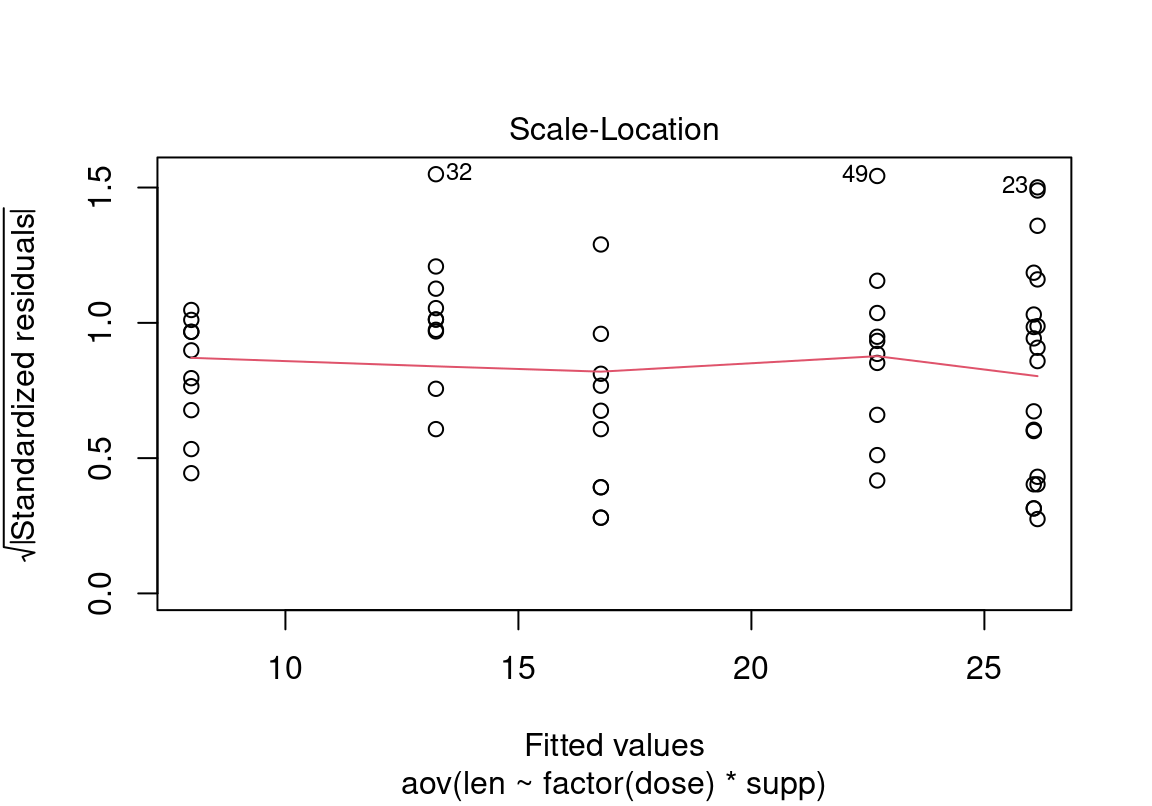 Scale-Location
√|Standardized residuals|
1.5
1.0
0.5
0.0
32
49
23
10
15
20
25
Fitted values
aov(len ~ factor(dose) * supp)